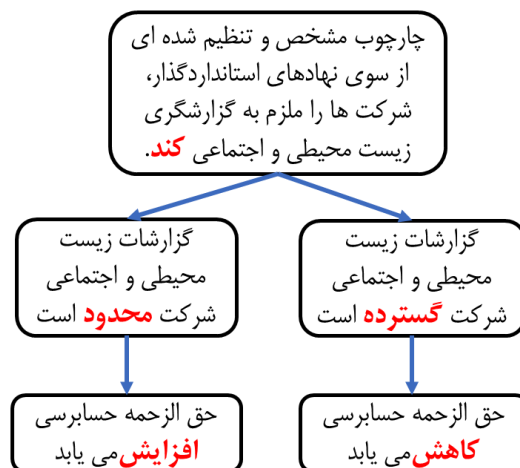 چارچوب مشخص و تنظیم شده ای
از سوی نهادهای استانداردگذار،
شرکت ها را ملزم به گزارشگری
زیست محیطی و اجتماعی کند.
گزارشات زیست
محیطی و اجتماعی
شرکت گسترده است
گزارشات زیست
محیطی و اجتماعی
شرکت محدود است
حق الزحمه حسابرسی
کاهش می یابد
حق الزحمه حسابرسی
افزایش می یابد